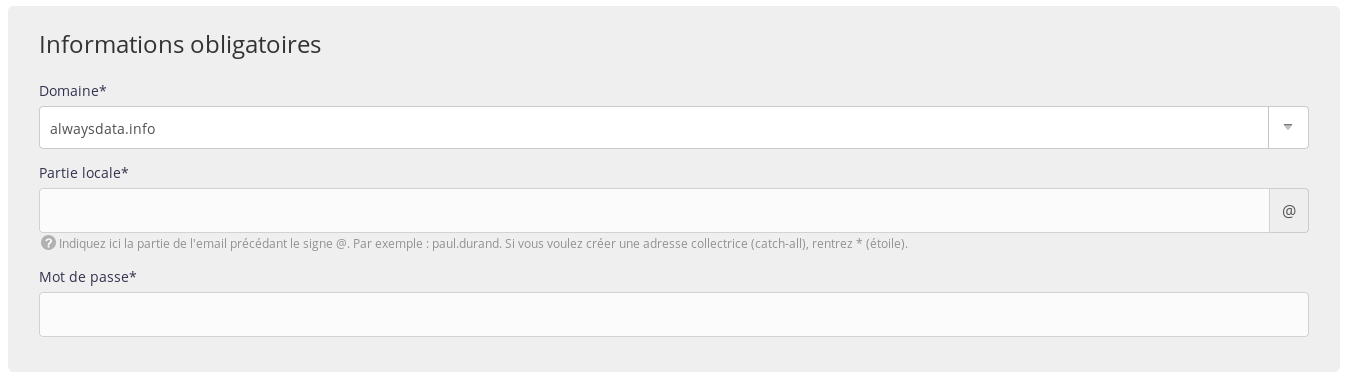 Informations obligatoires
Domaine*
alwaysdata.info
Partie locale*
@
? Indiquez ici la partie de l'email précédant le signe @. Par exemple : paul.durand. Si vous voulez créer une adresse collectrice (catch-all), rentrez * (étoile).
Mot de passe*